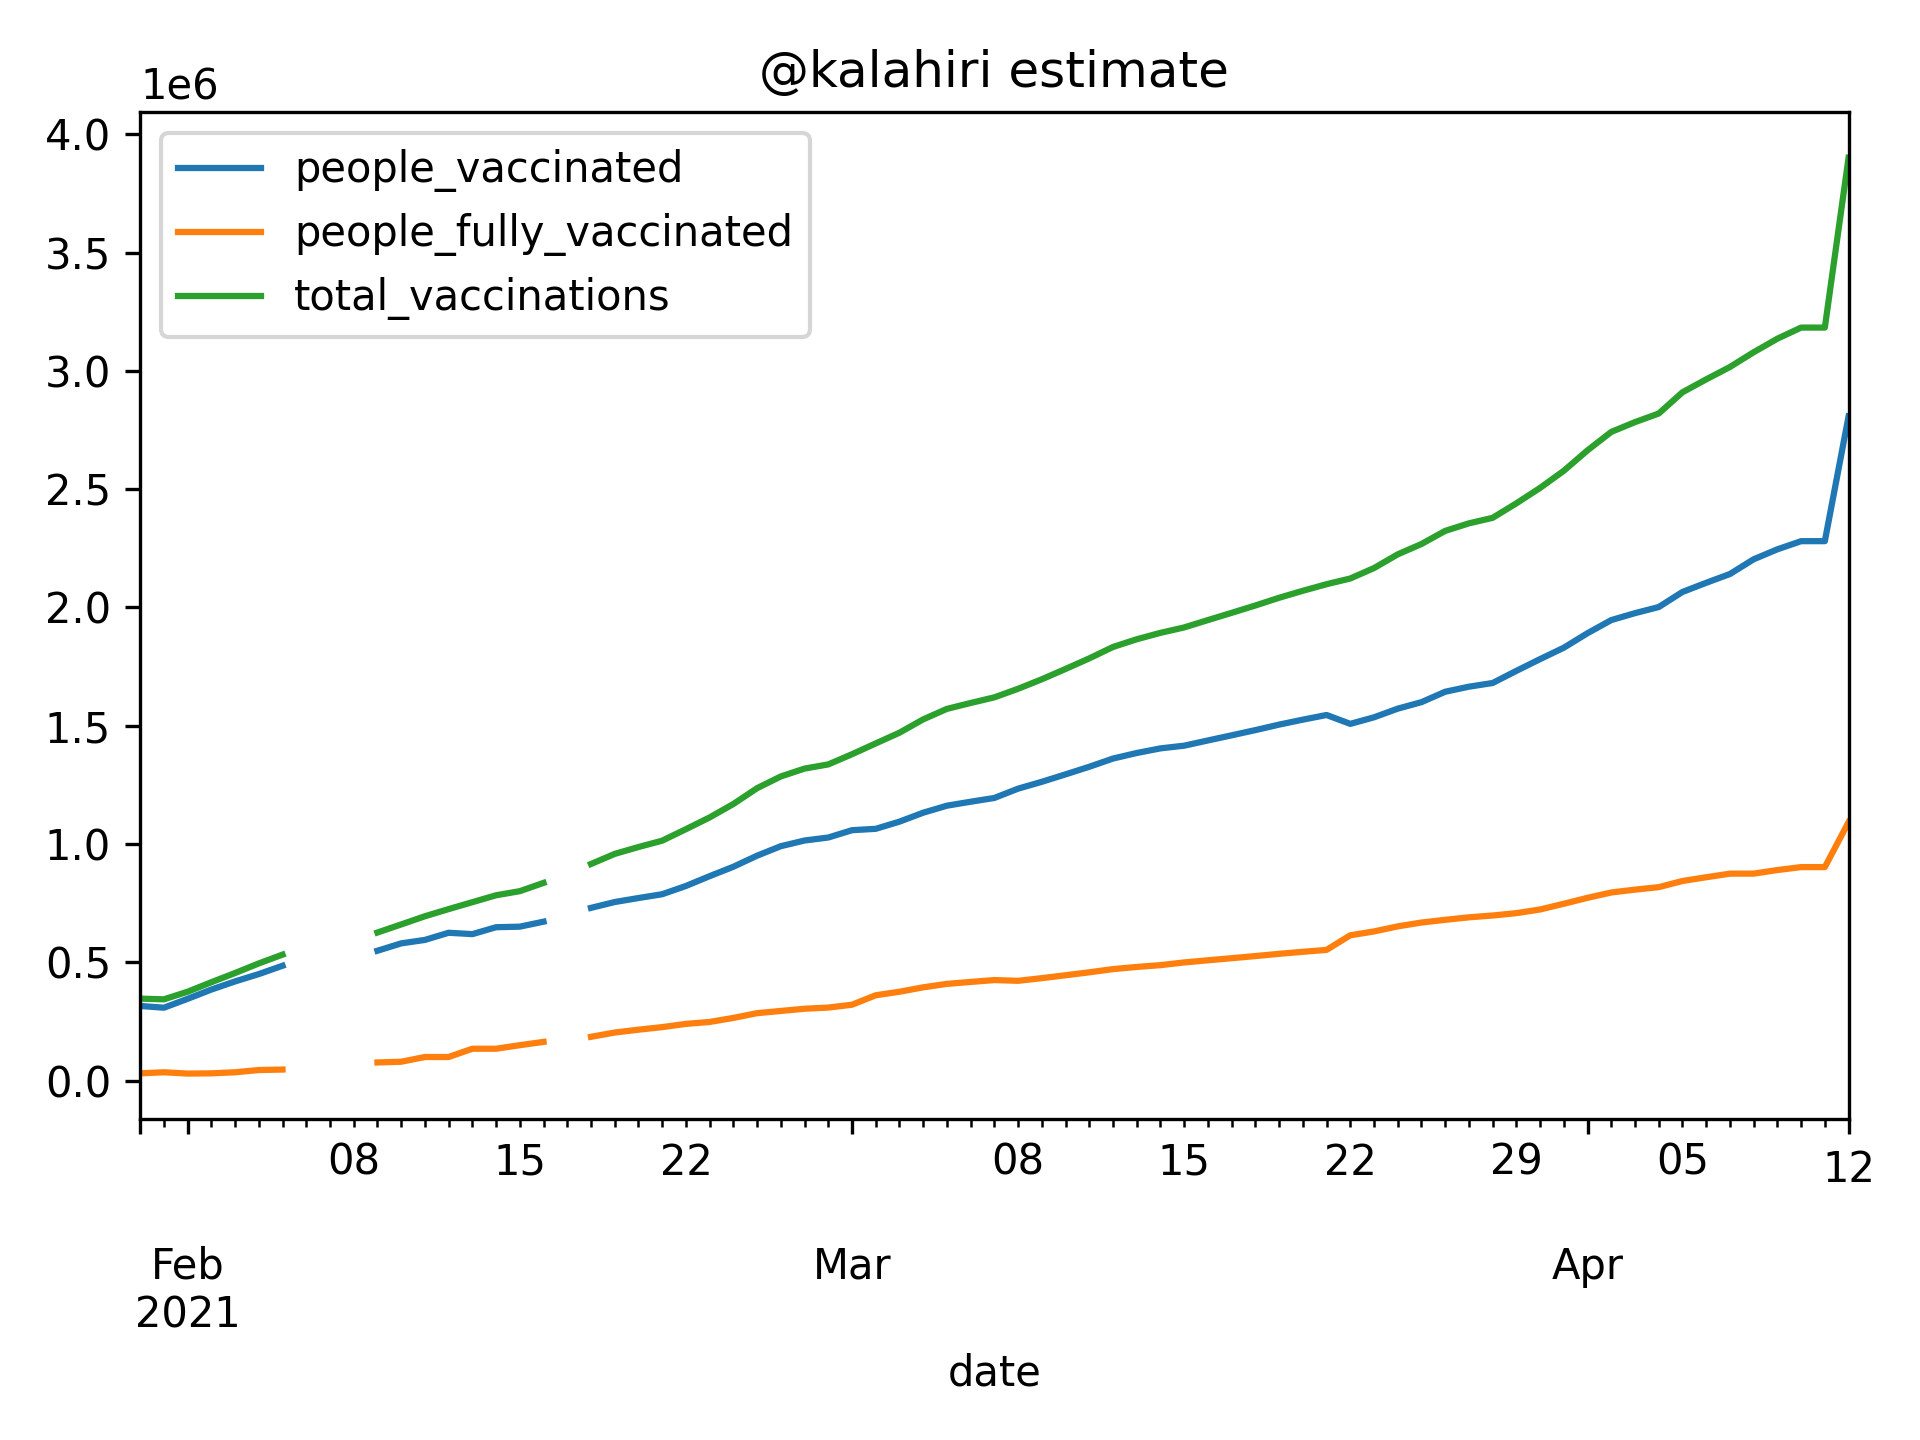 @kalahiri estimate
1e6
4.0
3.5
3.0
2.5
2.0
1.5
1.0
0.5
0.0
people_vaccinated
people_fully_vaccinated
total_vaccinations
08 15 22 08 15 22 29 05 12
Feb Mar Apr
2021
date